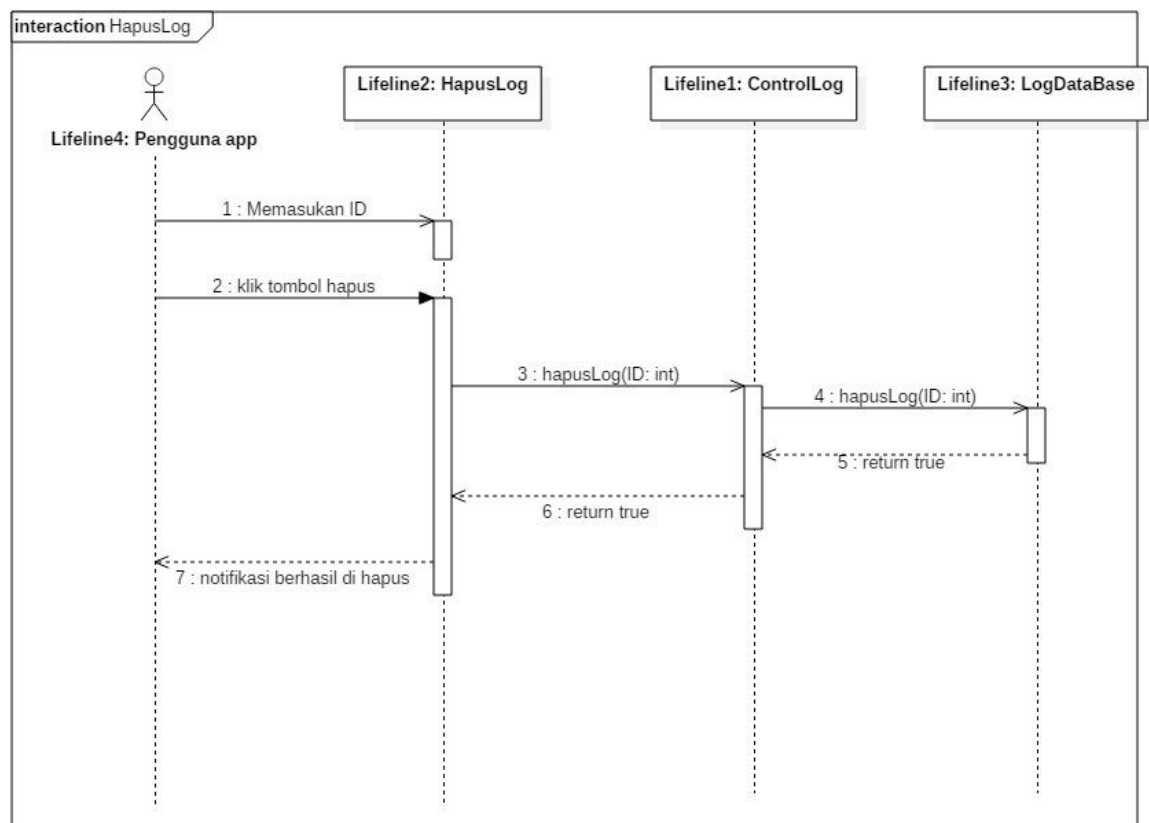 interaction HapusLog
Lifeline4: Pengguna app
Lifeline2: HapusLog
Lifeline1: ControlLog
Lifeline3: LogDataBase
1 : Memasukan ID
2 : klik tombol hapus
3 : hapusLog(ID: int)
4 : hapusLog(ID: int)
5 : return true
6 : return true
7 : notifikasi berhasil di hapus